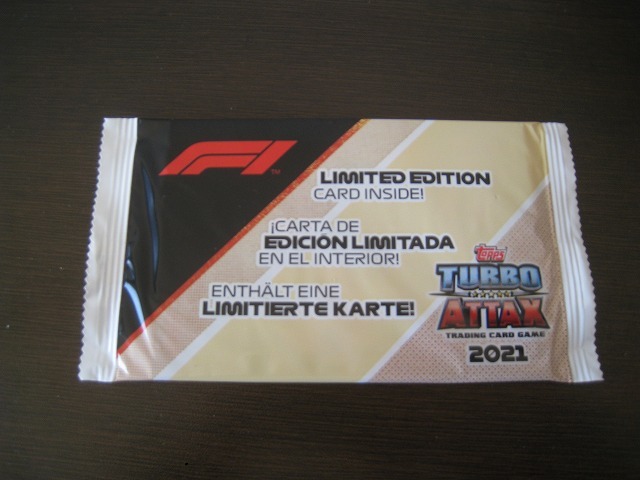 F1
TM
LIMITED EDITION
CARD INSIDE!
¡CARTA DE
EDICIÓN LIMITADA
EN EL INTERIOR!
ENTHÄLT EINE
LIMITIERTE KARTE!
Topps
TURBO
ATTAX
TRADING CARD GAME
2021